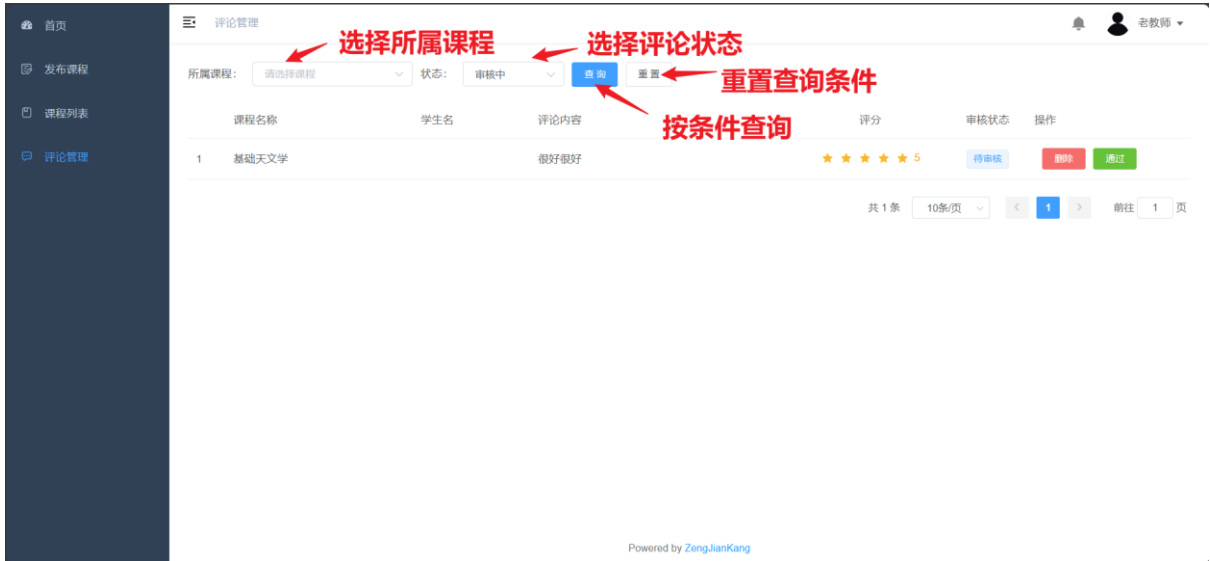 首页
发布课程
课程列表
评论管理
评论管理
老教师
选择所属课程
选择评论状态
所属课程： 请选择课程 状态： 审核中 查询 重置
重置查询条件
按条件查询
课程名称 学生名 评论内容 评分 审核状态 操作
1 基础天文学 很好很好 5 待审核 删除 通过
共 1 条 10条/页 1 前往 1 页
Powered by ZengJianKang